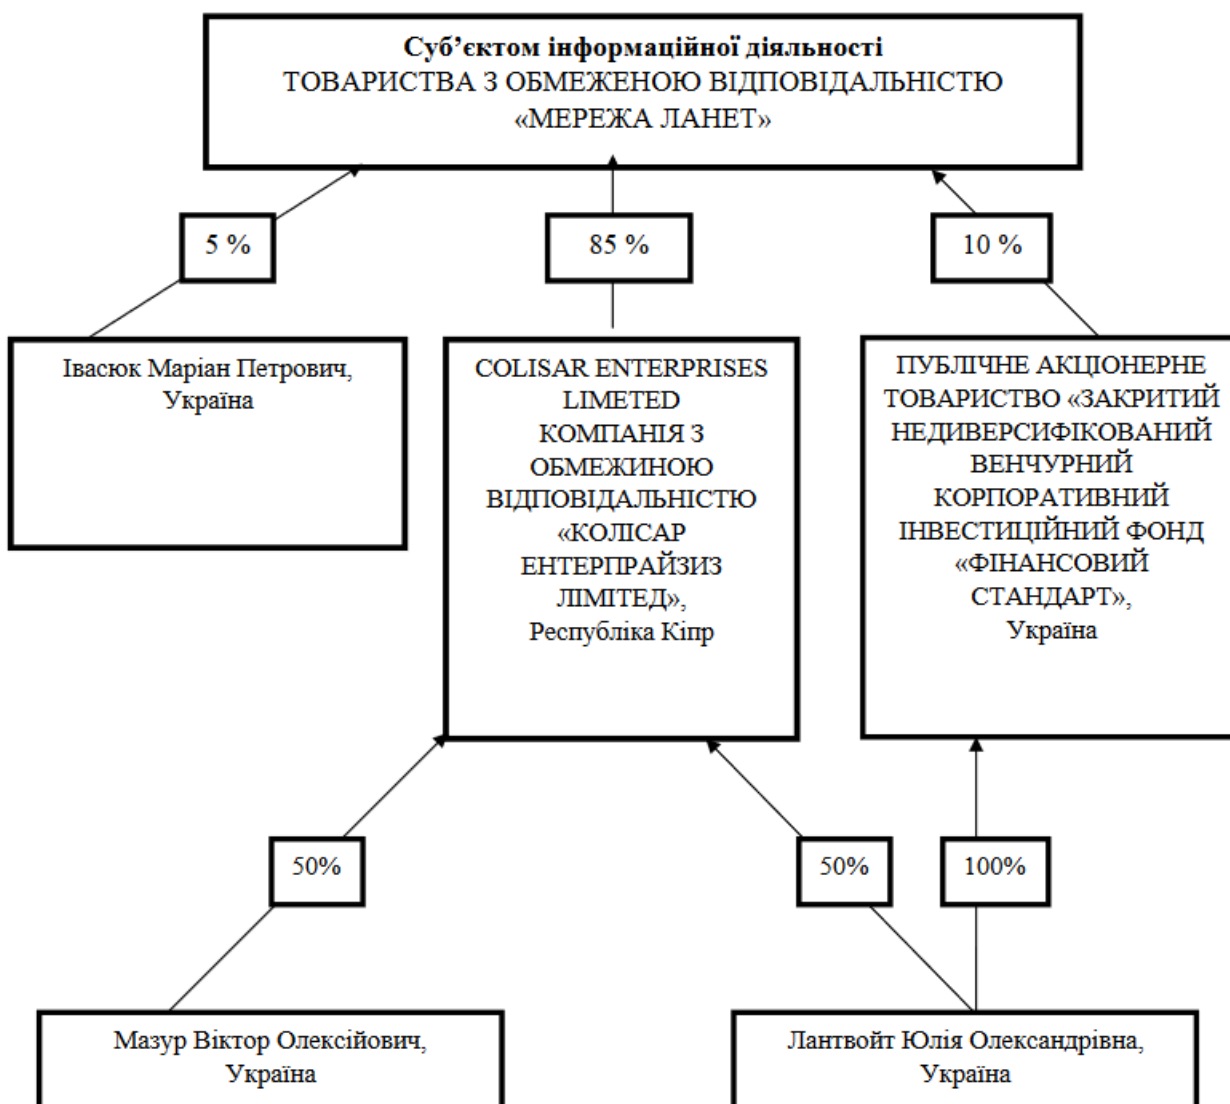 Суб’єктом інформаційної діяльності
ТОВАРИСТВА З ОБМЕЖЕНОЮ ВІДПОВІДАЛЬНІСТЮ
«МЕРЕЖА ЛАНЕТ»
5 %
85 %
10 %
Івасюк Маріан Петрович,
Україна
COLISAR ENTERPRISES
LIMETED
КОМПАНІЯ З
ОБМЕЖИНОЮ
ВІДПОВІДАЛЬНІСТЮ
«КОЛІСАР
ЕНТЕРПРАЙЗИЗ
ЛІМІТЕД»,
Республіка Кіпр
ПУБЛІЧНЕ АКЦІОНЕРНЕ
ТОВАРИСТВО «ЗАКРИТИЙ
НЕДИВЕРСИФІКОВАНИЙ
ВЕНЧУРНИЙ
КОРПОРАТИВНИЙ
ІНВЕСТИЦІЙНИЙ ФОНД
«ФІНАНСОВИЙ
СТАНДАРТ»,
Україна
50%
50%
100%
Мазур Віктор Олексійович,
Україна
Лантвойт Юлія Олександрівна,
Україна